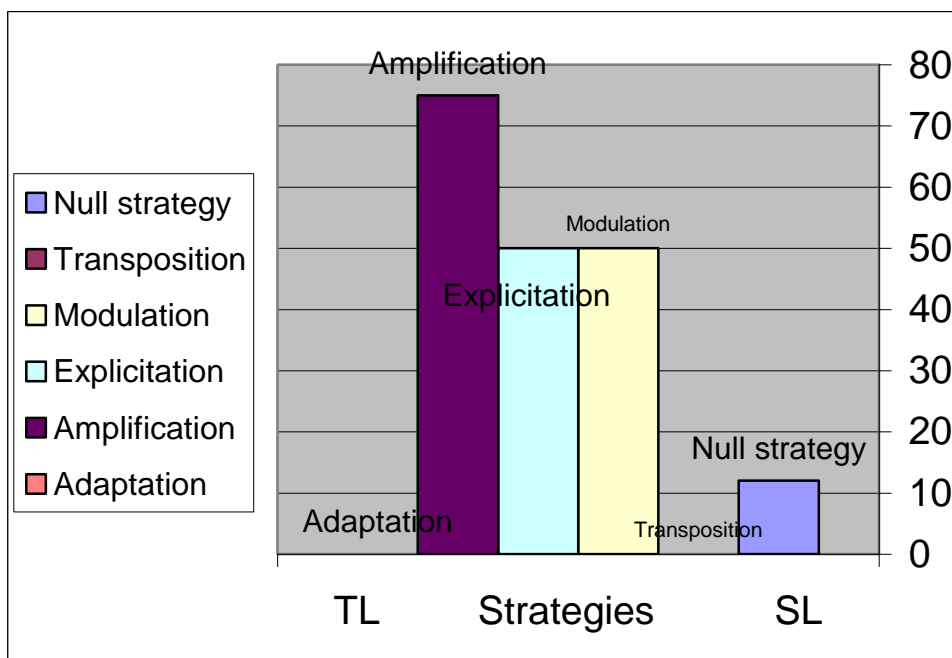 Null strategy
Transposition
Modulation
Explicitation
Amplification
Adaptation
Amplification
Modulation
Explicitation
Null strategy
Adaptation
Transposition
80
70
60
50
40
30
20
10
0
TL Strategies SL